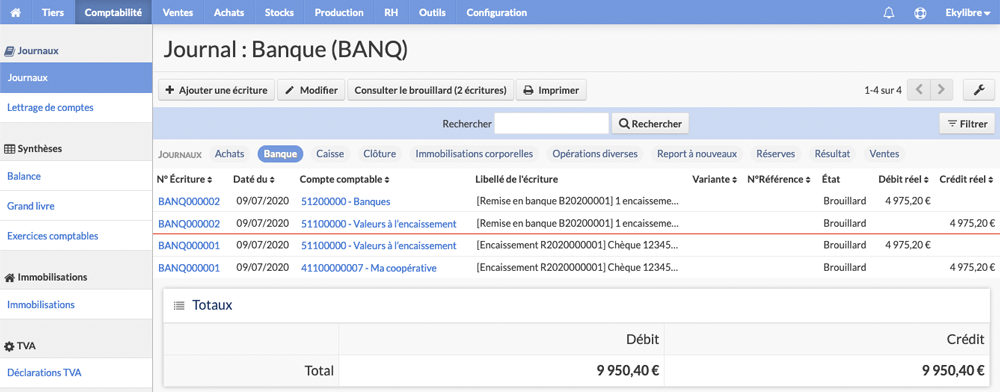 Tiers Comptabilité Ventes Achats Stocks Production RH Outils Configuration Ekylibre
Journaux
Journaux
Lettrage de comptes
Synthèses
Balance
Grand livre
Exercices comptables
Immobilisations
Immobilisations
TVA
Déclarations TVA
Journal : Banque (BANQ)
Ajouter une écriture Modifier Consulter le brouillard (2 écritures) Imprimer 1-4 sur 4
Rechercher Rechercher Filtrer
JOURNAUX Achats Banque Caisse Clôture Immobilisations corporelles Opérations diverses Report à nouveaux Réserves Résultat Ventes
N° Écriture Daté du Compte comptable Libellé de l'écriture Variante N°Référence État Débit réel Crédit réel
BANQ000002 09/07/2020 51200000 - Banques [Remise en banque B20200001] 1 encaisseme... Brouillard 4 975,20 €
BANQ000002 09/07/2020 51100000 - Valeurs à l'encaissement [Remise en banque B20200001] 1 encaisseme... Brouillard 4 975,20 €
BANQ000001 09/07/2020 51100000 - Valeurs à l'encaissement [Encaissement R2020000001] Chèque 12345... Brouillard 4 975,20 €
BANQ000001 09/07/2020 41100000007 - Ma coopérative [Encaissement R2020000001] Chèque 12345... Brouillard 4 975,20 €
Totaux
Débit Crédit
Total 9 950,40 € 9 950,40 €